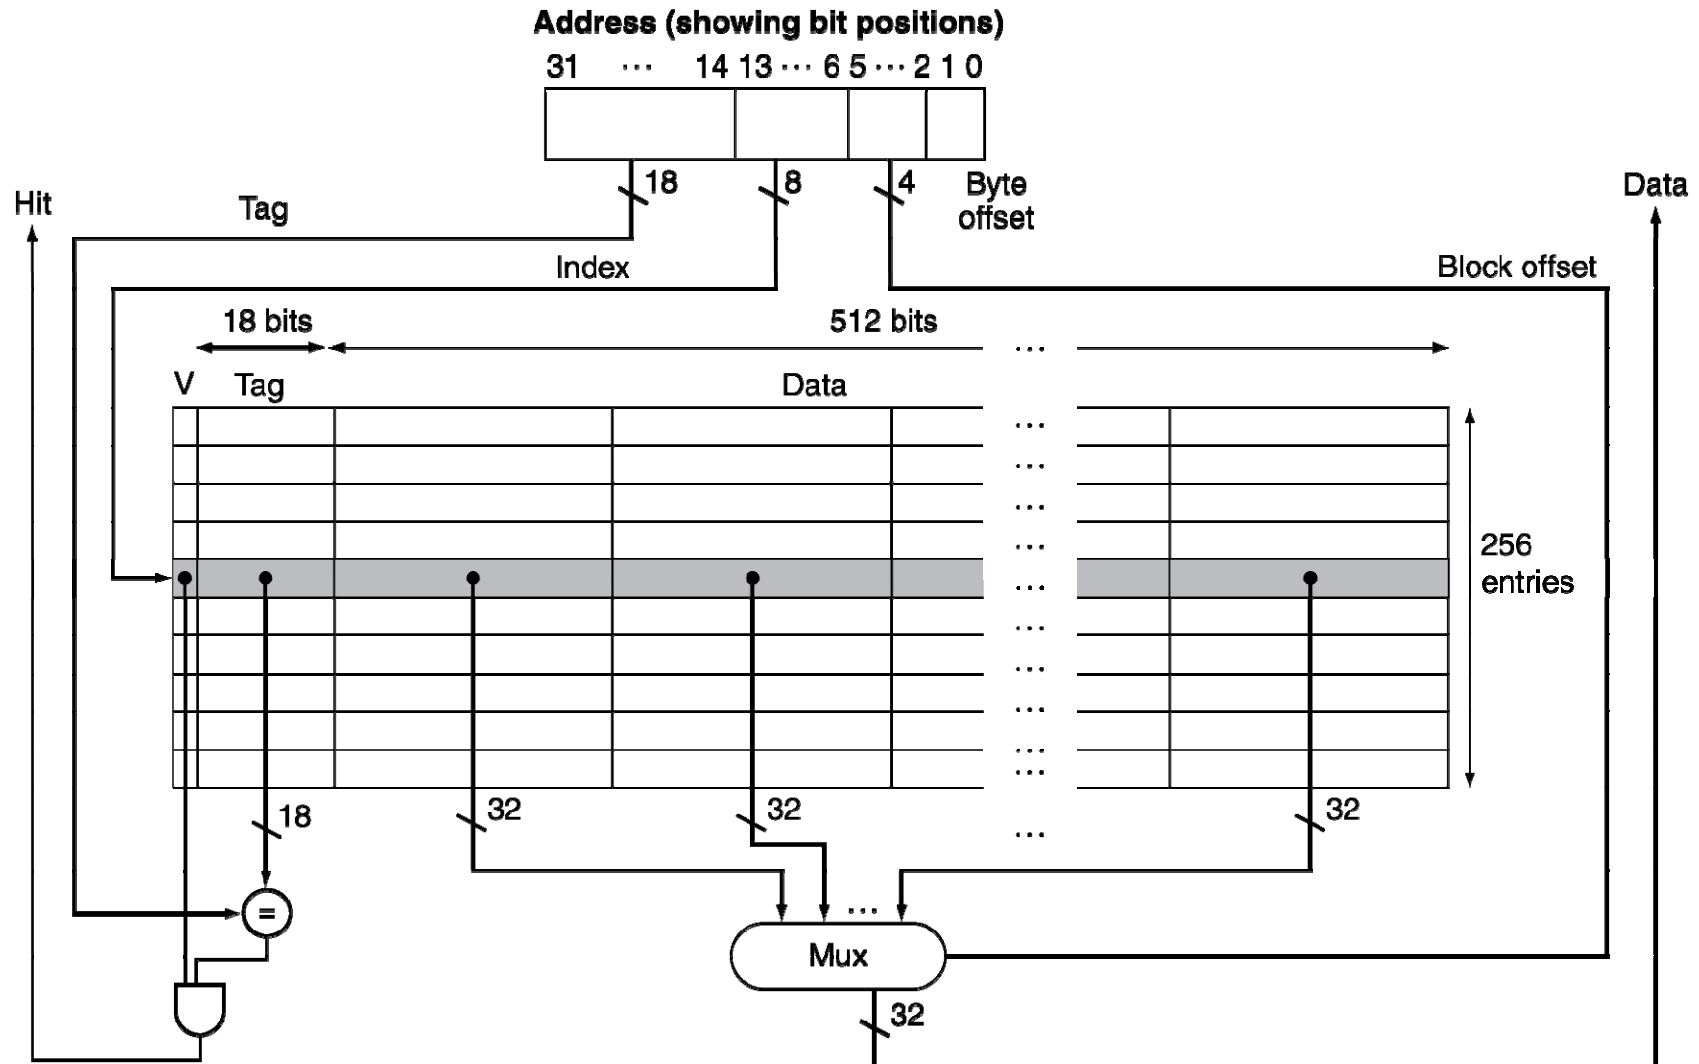 Address (showing bit positions)
31 ... 14 13 ... 6 5 ... 2 1 0
18 8 4 Byte offset
Hit
Tag
Data
Index
Block offset
18 bits
512 bits
...
V Tag Data
...
...
...
...
...
...
...
...
...
...
256
entries
18
32
32
...
32
=
...
Mux
32